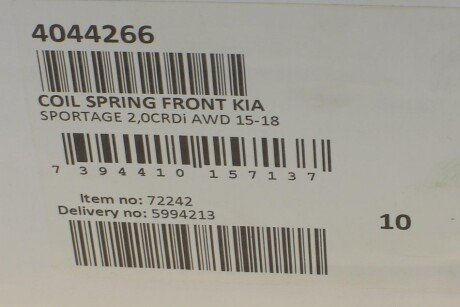 4044266
COIL SPRING FRONT KIA
SPORTAGE 2,0CRDi AWD 15-18
7 394410 157137
Item no: 72242
Delivery no: 5994213
10